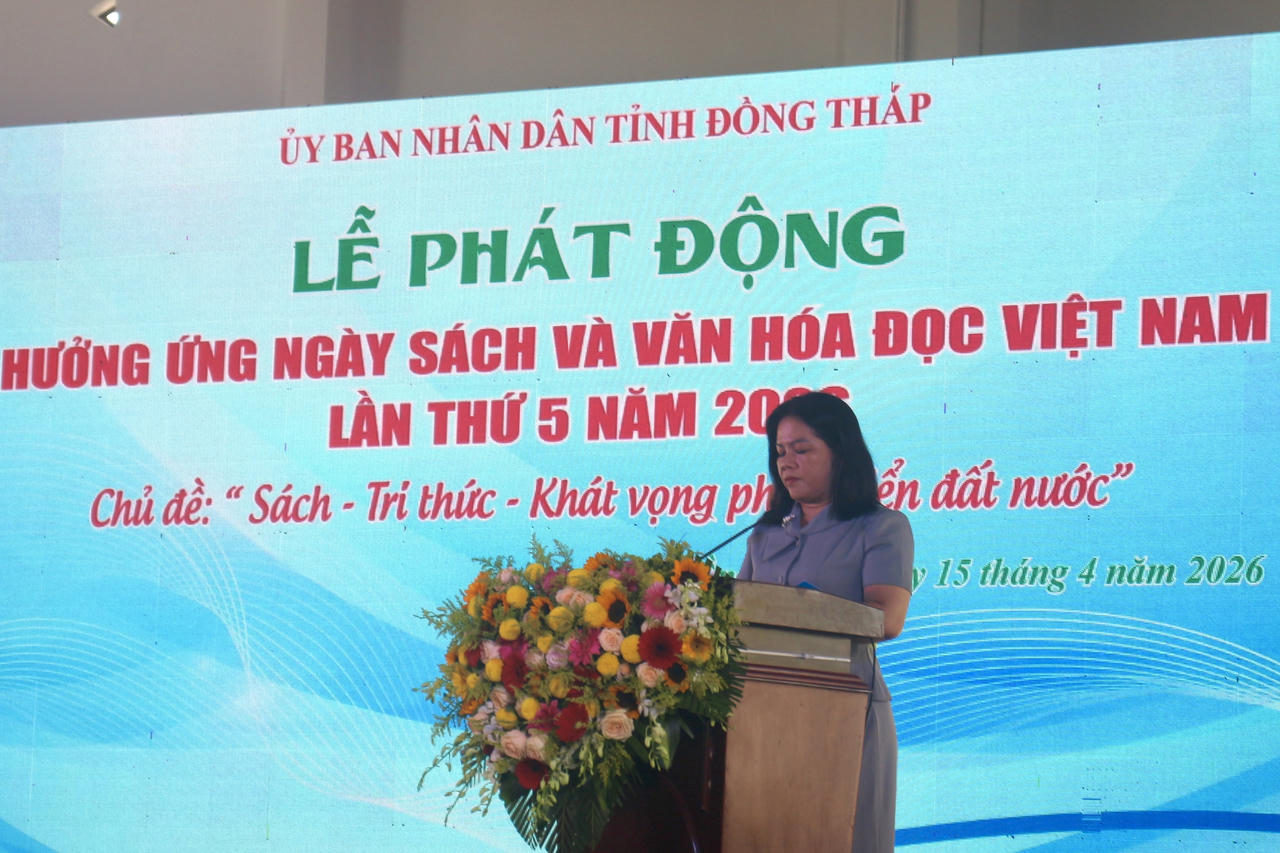 ỦY BAN NHÂN DÂN TỈNH ĐỒNG THÁP
LỄ PHÁT ĐỘNG
HƯỞNG ỨNG NGÀY SÁCH VÀ VĂN HÓA ĐỌC VIỆT NAM
LẦN THỨ 5 NĂM
Chủ đề: “ Sách - Tri thức - Khát vọng đất nước”
15 tháng 4 năm 2026